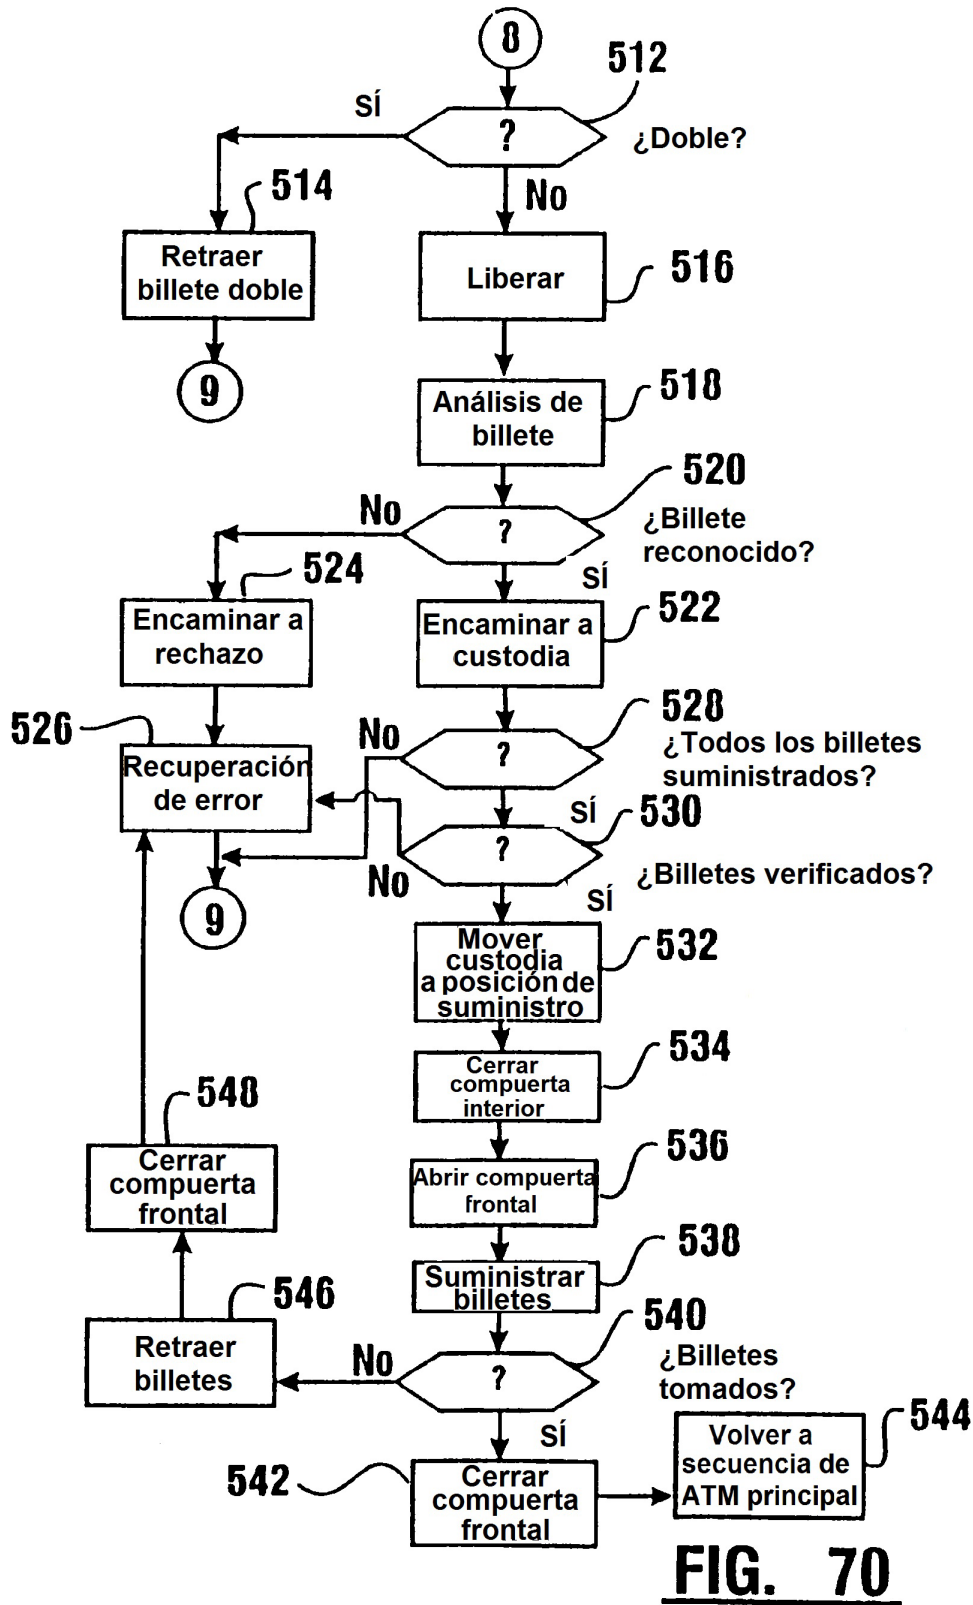 8
512
SÍ
?
¿Doble?
No
514
Retraer
billete doble
Liberar
516
9
Análisis de
billete
518
520
No
?
¿Billete
reconocido?
SÍ
524
Encaminar a
rechazo
Encaminar a
custodia
522
526
No
528
?
¿Todos los billetes
suministrados?
Recuperación
de error
SÍ
530
?
No
¿Billetes verificados?
SÍ
9
Mover
custodia
a posición de
suministro
532
Cerrar
compuerta
interior
534
548
Cerrar
compuerta
frontal
Abrir compuerta
frontal
536
Suministrar
billetes
538
546
540
Retraer
billetes
No
?
¿Billetes
tomados?
SÍ
544
Volver a
secuencia de
ATM principal
542
Cerrar
compuerta
frontal
FIG. 70